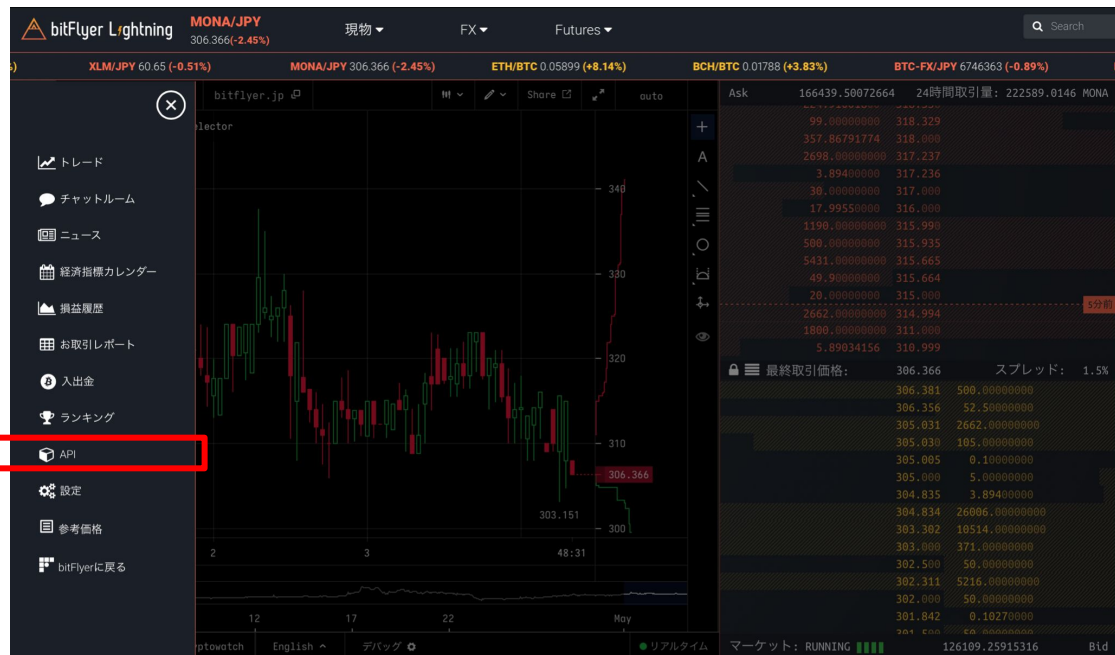 bitFlyer Lightning
MONA/JPY
306.366(-2.45%)
現物
FX
Futures
Search
XLM/JPY 60.65 (-0.51%)
MONA/JPY 306.366 (-2.45%)
ETH/BTC 0.05899 (+8.14%)
BCH/BTC 0.01788 (+3.83%)
BTC-FX/JPY 6746363 (-0.89%)
トレード
チャットルーム
ニュース
経済指標カレンダー
損益履歴
お取引レポート
入出金
ランキング
API
設定
参考価格
bitFlyerに戻る
bitflyer.jp
Share
auto
340
330
320
310
306.366
303.151
300
2
3
48:31
12
17
22
May
English
デバッグ
リアルタイム
Ask 166439.50072664 24時間取引量: 222589.0146 MONA
99.00000000 318.329
357.86791774 318.000
2698.00000000 317.237
3.89400000 317.236
30.00000000 317.000
17.99550000 316.000
1190.00000000 315.990
500.00000000 315.935
5431.00000000 315.665
49.90000000 315.664
20.00000000 315.000
5分前
2662.00000000 314.994
1800.00000000 311.000
5.89034156 310.999
最終取引価格: 306.366 スプレッド: 1.5%
306.381 500.00000000
306.356 52.50000000
305.031 2662.00000000
305.030 105.00000000
305.005 0.10000000
305.000 5.00000000
304.835 3.89400000
304.834 26006.00000000
303.302 10514.00000000
303.000 371.00000000
302.500 50.00000000
302.311 5216.00000000
302.000 50.00000000
301.842 0.10270000
マーケット: RUNNING 126109.25915316 Bid